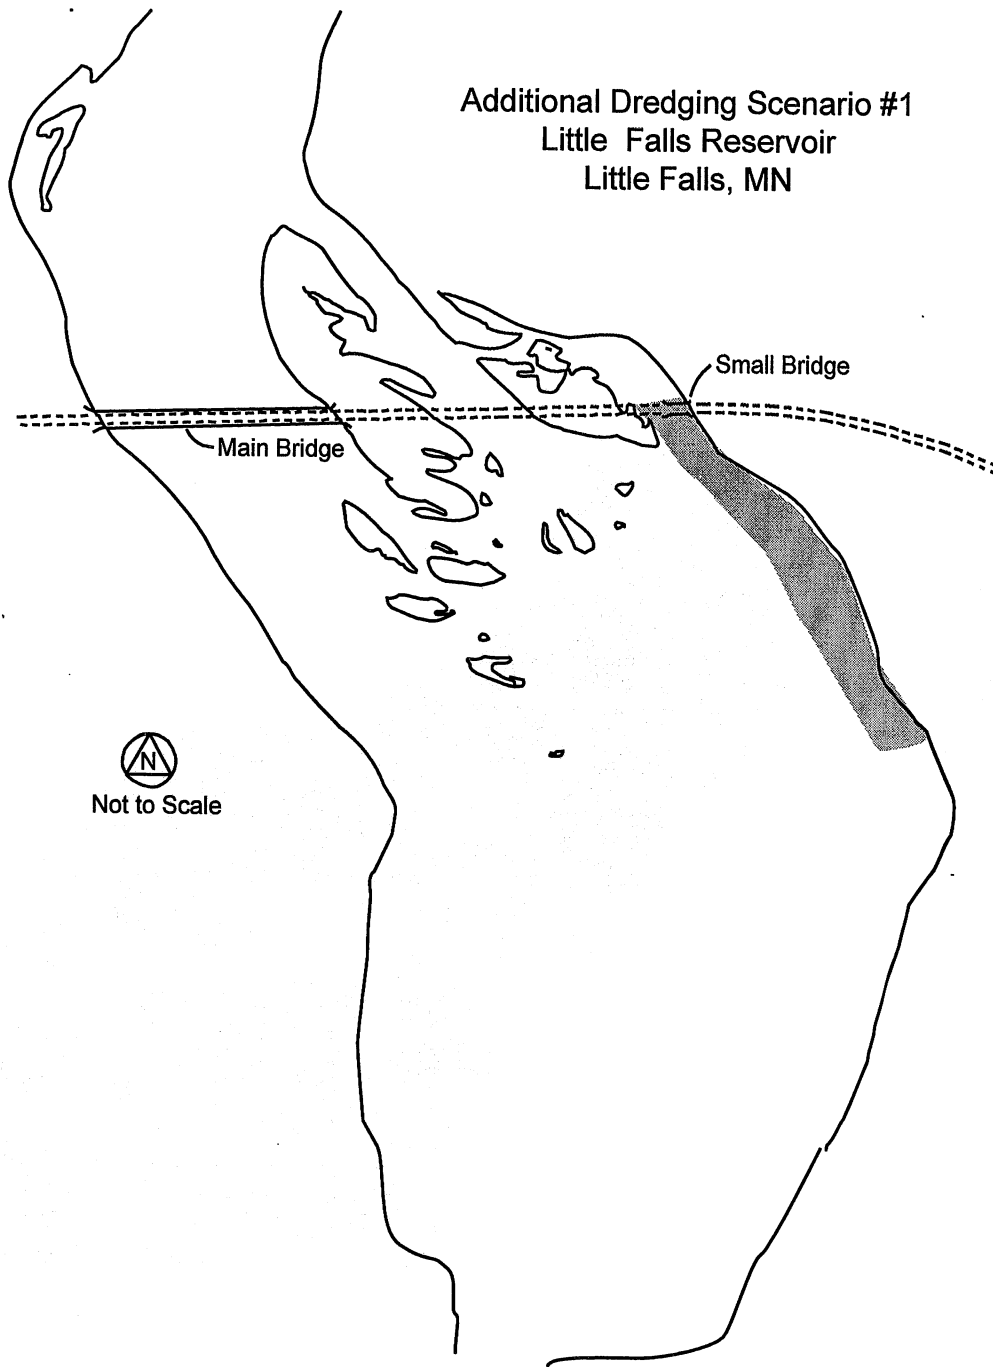 Additional Dredging Scenario #1
Little Falls Reservoir
Little Falls, MN
Small Bridge
Main Bridge
N
Not to Scale